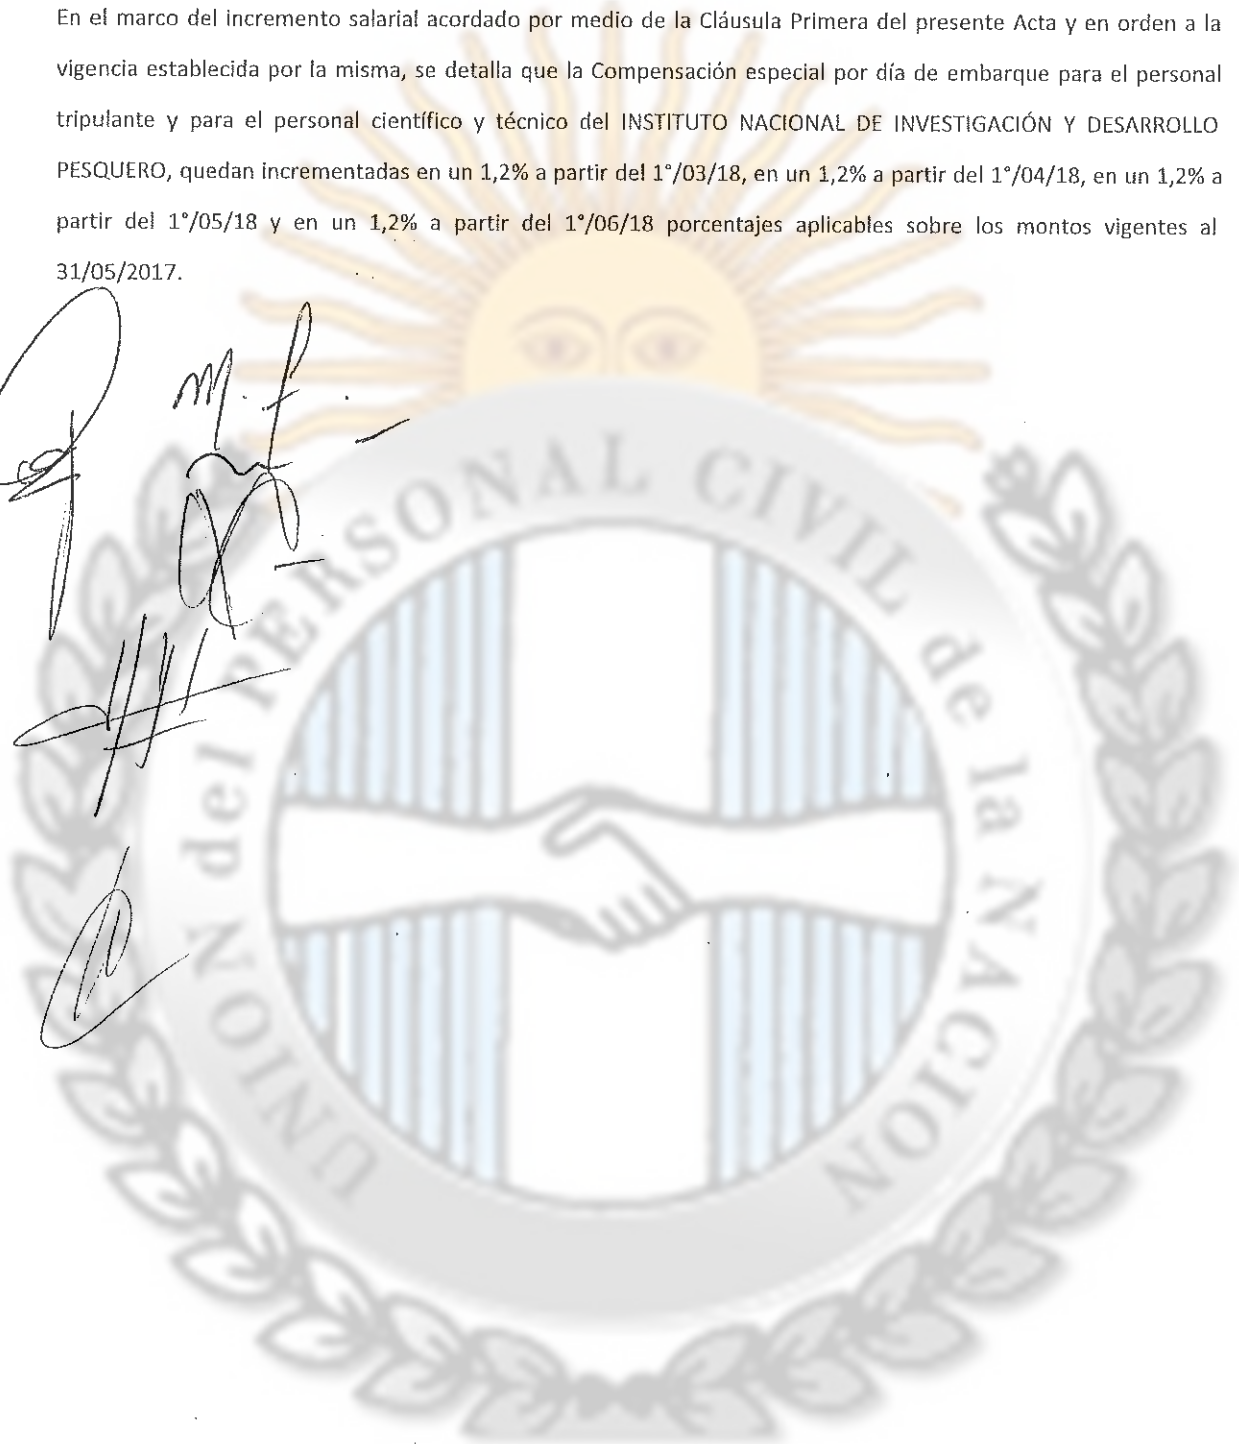 En el marco del incremento salarial acordado por medio de la Cláusula Primera del presente Acta y en orden a la
vigencia establecida por la misma, se detalla que la Compensación especial por día de embarque para el personal
tripulante y para el personal científico y técnico del INSTITUTO NACIONAL DE INVESTIGACIÓN Y DESARROLLO
PESQUERO, quedan incrementadas en un 1,2% a partir del 1°/03/18, en un 1,2% a partir del 1°/04/18, en un 1,2% a
partir del 1°/05/18 y en un 1,2% a partir del 1°/06/18 porcentajes aplicables sobre los montos vigentes al
31/05/2017.
UNION del PERSONAL CIVIL de la NACION